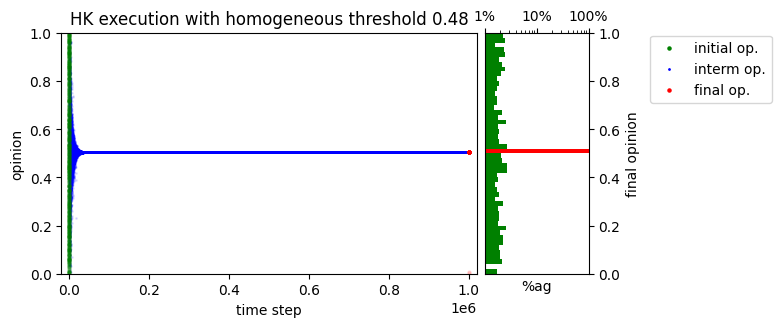 HK execution with homogeneous threshold 0.48
1% 10% 100%
1.0
0.8
0.6
0.4
0.2
0.0
opinion
0.0 0.2 0.4 0.6 0.8 1.0
1e6
time step
%ag
1.0
0.8
0.6
0.4
0.2
0.0
final opinion
initial op.
interm op.
final op.